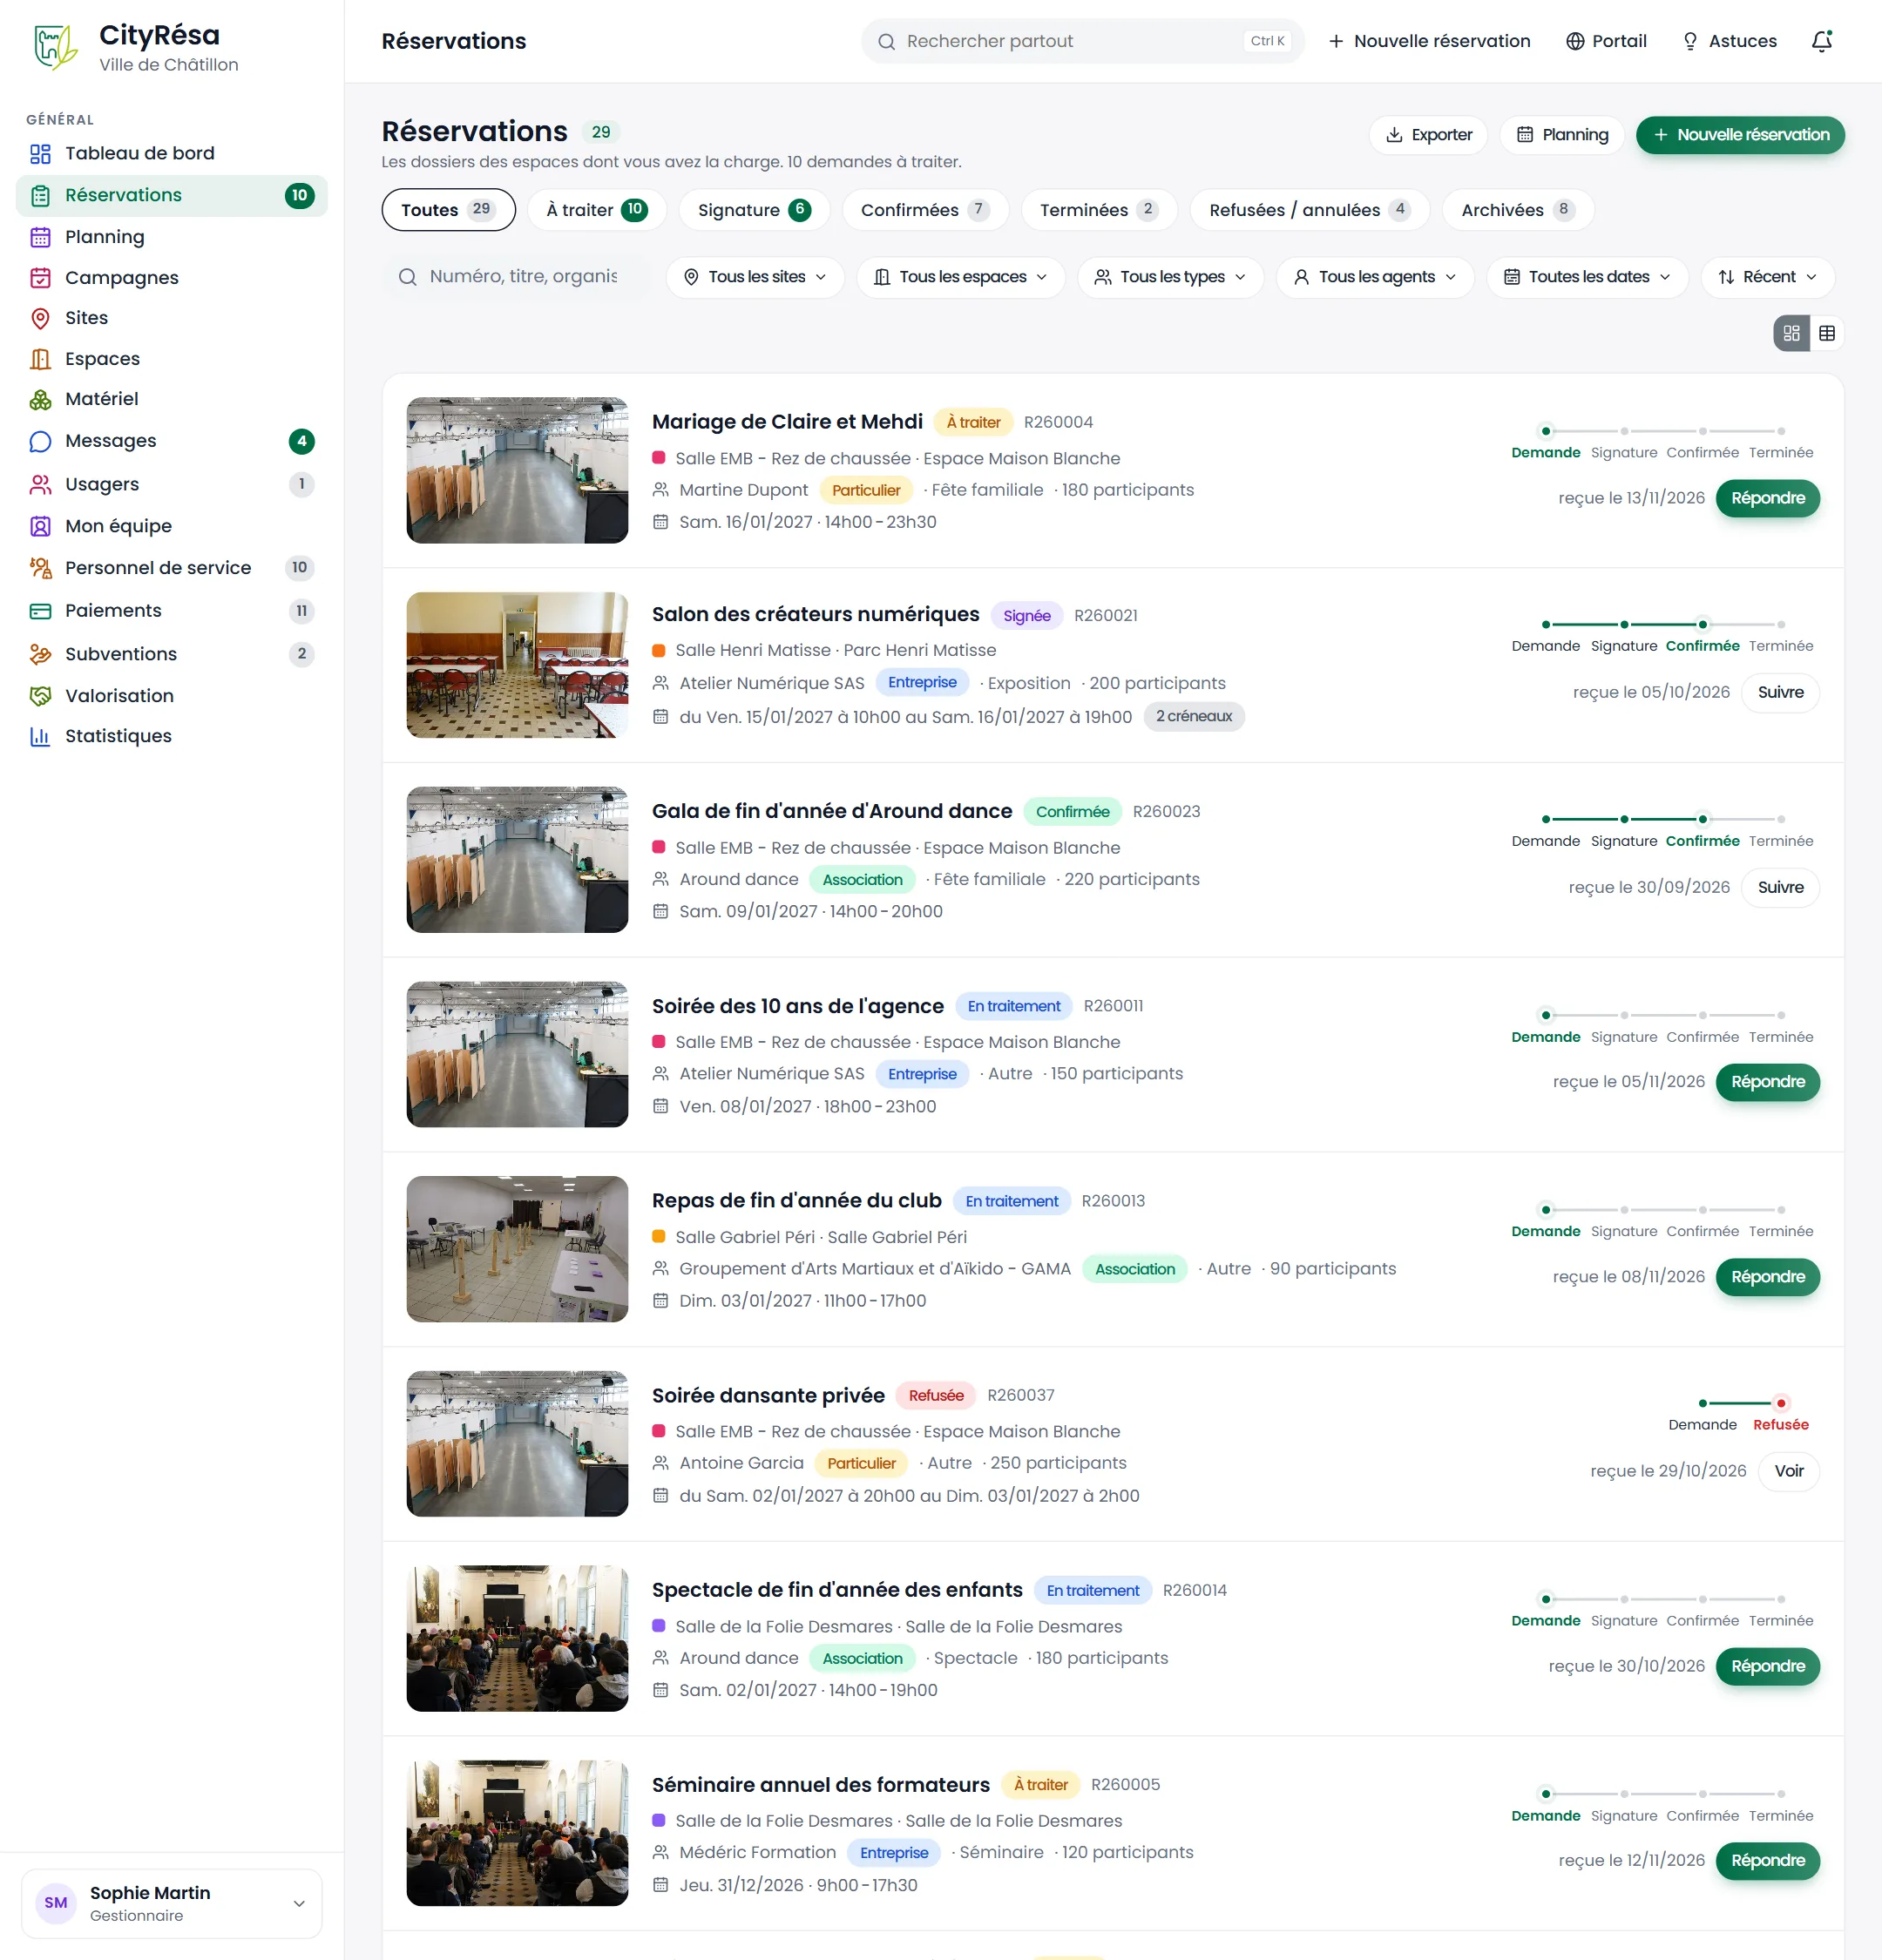 CityRésa
Ville de Châtillon
GÉNÉRAL
Tableau de bord
Réservations 10
Planning
Campagnes
Sites
Espaces
Matériel
Messages 4
Usagers 1
Mon équipe
Personnel de service 10
Paiements 11
Subventions 2
Valorisation
Statistiques
SM
Sophie Martin
Gestionnaire
Réservations
Rechercher partout Ctrl K
Nouvelle réservation
Portail
Astuces
Réservations 29
Les dossiers des espaces dont vous avez la charge. 10 demandes à traiter.
Exporter
Planning
+ Nouvelle réservation
Toutes 29
À traiter 10
Signature 6
Confirmées 7
Terminées 2
Refusées / annulées 4
Archivées 8
Numéro, titre, organis
Tous les sites
Tous les espaces
Tous les types
Tous les agents
Toutes les dates
Récent
Mariage de Claire et Mehdi À traiter R260004
Salle EMB - Rez de chaussée · Espace Maison Blanche
Martine Dupont Particulier · Fête familiale · 180 participants
Sam. 16/01/2027 · 14h00 – 23h30
Demande Signature Confirmée Terminée
reçue le 13/11/2026 Répondre
Salon des créateurs numériques Signée R260021
Salle Henri Matisse · Parc Henri Matisse
Atelier Numérique SAS Entreprise · Exposition · 200 participants
du Ven. 15/01/2027 à 10h00 au Sam. 16/01/2027 à 19h00 2 créneaux
Demande Signature Confirmée Terminée
reçue le 05/10/2026 Suivre
Gala de fin d'année d'Around dance Confirmée R260023
Salle EMB - Rez de chaussée · Espace Maison Blanche
Around dance Association · Fête familiale · 220 participants
Sam. 09/01/2027 · 14h00 – 20h00
Demande Signature Confirmée Terminée
reçue le 30/09/2026 Suivre
Soirée des 10 ans de l'agence En traitement R260011
Salle EMB - Rez de chaussée · Espace Maison Blanche
Atelier Numérique SAS Entreprise · Autre · 150 participants
Ven. 08/01/2027 · 18h00 – 23h00
Demande Signature Confirmée Terminée
reçue le 05/11/2026 Répondre
Repas de fin d'année du club En traitement R260013
Salle Gabriel Péri · Salle Gabriel Péri
Groupement d'Arts Martiaux et d'Aïkido - GAMA Association · Autre · 90 participants
Dim. 03/01/2027 · 11h00 – 17h00
Demande Signature Confirmée Terminée
reçue le 08/11/2026 Répondre
Soirée dansante privée Refusée R260037
Salle EMB - Rez de chaussée · Espace Maison Blanche
Antoine Garcia Particulier · Autre · 250 participants
du Sam. 02/01/2027 à 20h00 au Dim. 03/01/2027 à 2h00
Demande Refusée
reçue le 29/10/2026 Voir
Spectacle de fin d'année des enfants En traitement R260014
Salle de la Folie Desmares · Salle de la Folie Desmares
Around dance Association · Spectacle · 180 participants
Sam. 02/01/2027 · 14h00 – 19h00
Demande Signature Confirmée Terminée
reçue le 30/10/2026 Répondre
Séminaire annuel des formateurs À traiter R260005
Salle de la Folie Desmares · Salle de la Folie Desmares
Médéric Formation Entreprise · Séminaire · 120 participants
Jeu. 31/12/2026 · 9h00 – 17h30
Demande Signature Confirmée Terminée
reçue le 12/11/2026 Répondre